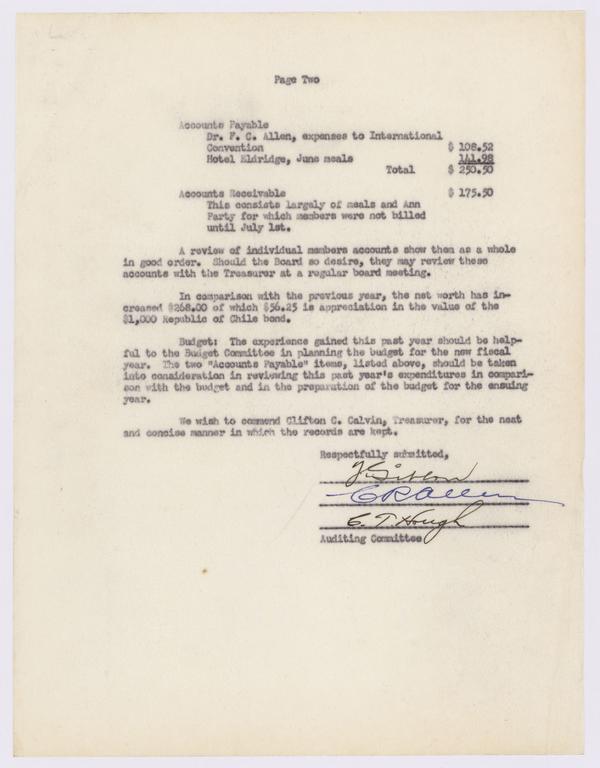 Page Two
Accounts Payable
Dr. F. C. Allen, expenses to International
Convention $ 108.52
Hotel Eldridge, June meals 141.98
Total $ 250.50
Accounts Receivable $ 175.50
This consists largely of meals and Ann
Party for which members were not billed
until July 1st.
A review of individual members accounts show them as a whole
in good order. Should the Board so desire, they may review these
accounts with the Treasurer at a regular board meeting.
In comparison with the previous year, the net worth has in-
creased $268.00 of which $56.25 is appreciation in the value of the
$1,000 Republic of Chile bond.
Budget: The experience gained this past year should be help-
ful to the Budget Committee in planning the budget for the new fiscal
year. The two "Accounts Payable" items, listed above, should be taken
into consideration in reviewing this past year's expenditures in compari-
son with the budget and in the preparation of the budget for the ensuing
year.
We wish to commend Clifton C. Calvin, Treasurer, for the neat
and concise manner in which the records are kept.
Respectfully submitted,
C R Allen
C. T. Hough
Auditing Committee